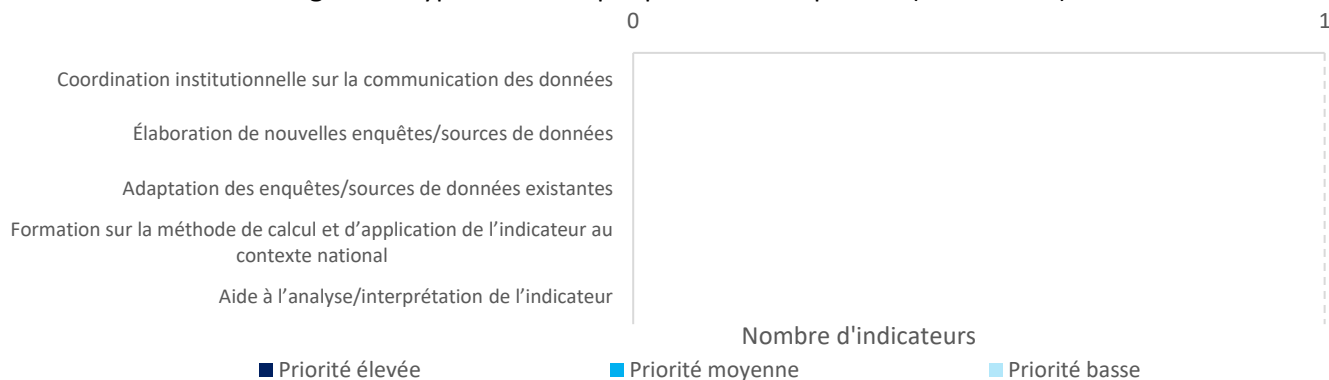 0 1
Coordination institutionnelle sur la communication des données
Élaboration de nouvelles enquêtes/sources de données
Adaptation des enquêtes/sources de données existantes
Formation sur la méthode de calcul et d’application de l’indicateur au
contexte national
Aide à l’analyse/interprétation de l’indicateur
Nombre d'indicateurs
Priorité élevée Priorité moyenne Priorité basse